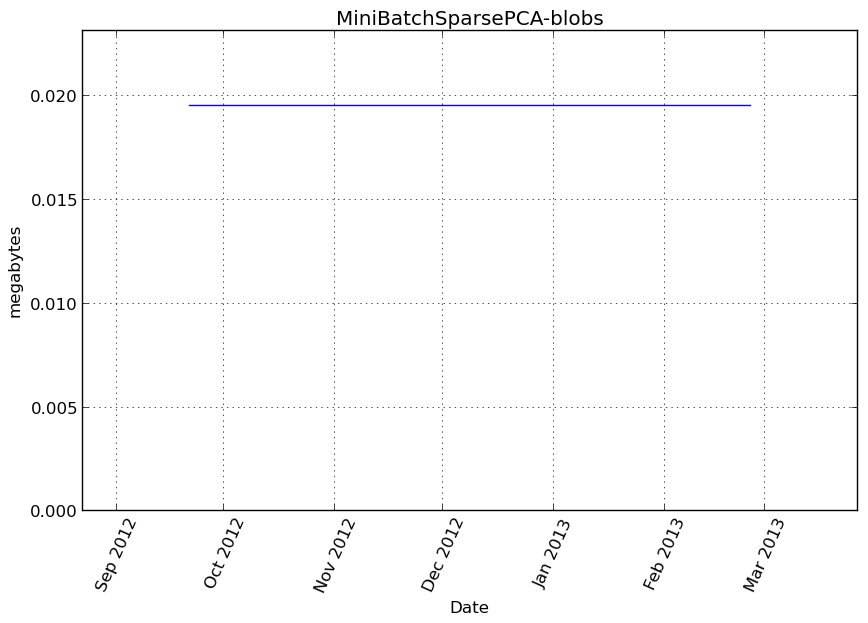 MiniBatchSparsePCA-blobs
0.020
0.015
0.010
0.005
0.000
megabytes
Sep 2012
Oct 2012
Nov 2012
Dec 2012
Jan 2013
Feb 2013
Mar 2013
Date